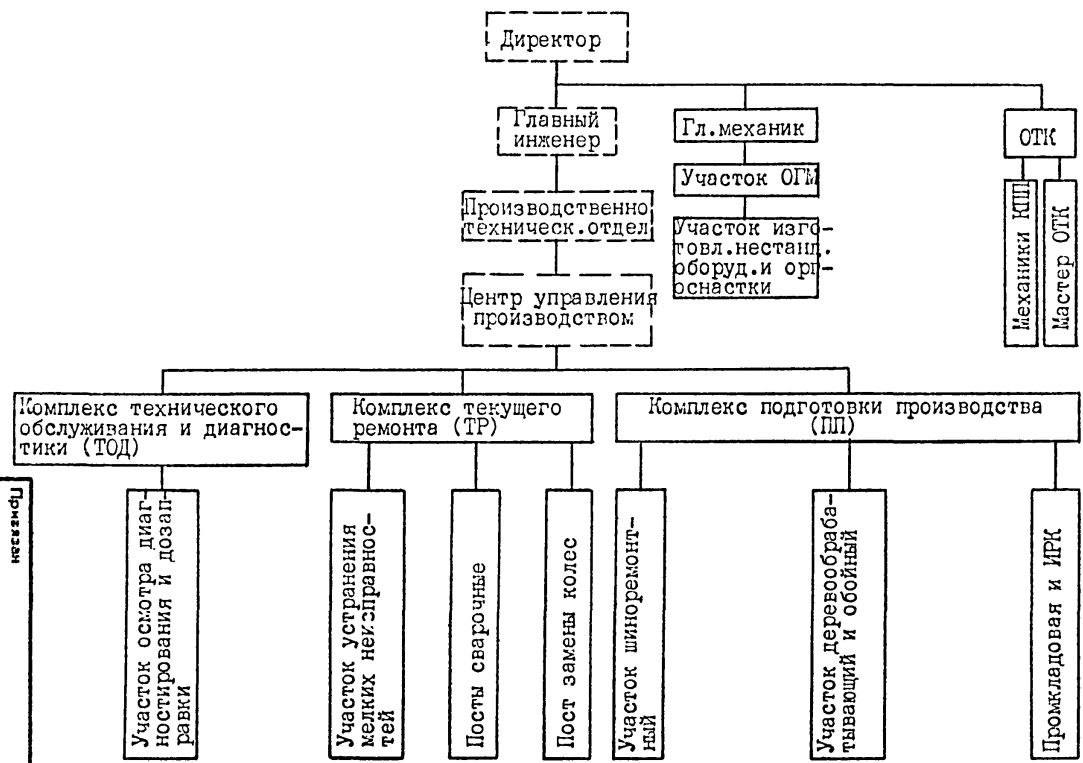 Директор
Главный
инженер
Гл.механик
ОТК
Участок ОГМ
Производственно
техническ.отдел
Участок изго-
товл.нестанд.
оборуд.и орг-
оснастки
Механики КПП
Мастер ОТК
Центр управления
производством
Комплекс технического
обслуживания и диагнос-
тики (ТОД)
Комплекс текущего
ремонта (ТР)
Комплекс подготовки производства
(ПП)
Участок осмотра диаг-
ностирования и дозап-
равки
Участок устранения
мелких неисправнос-
тей
Посты сварочные
Пост замены колес
Участок шиноремонт-
ный
Участок деревообраба-
тывающий и обойный
Промкладовая и ИРК
Привязан